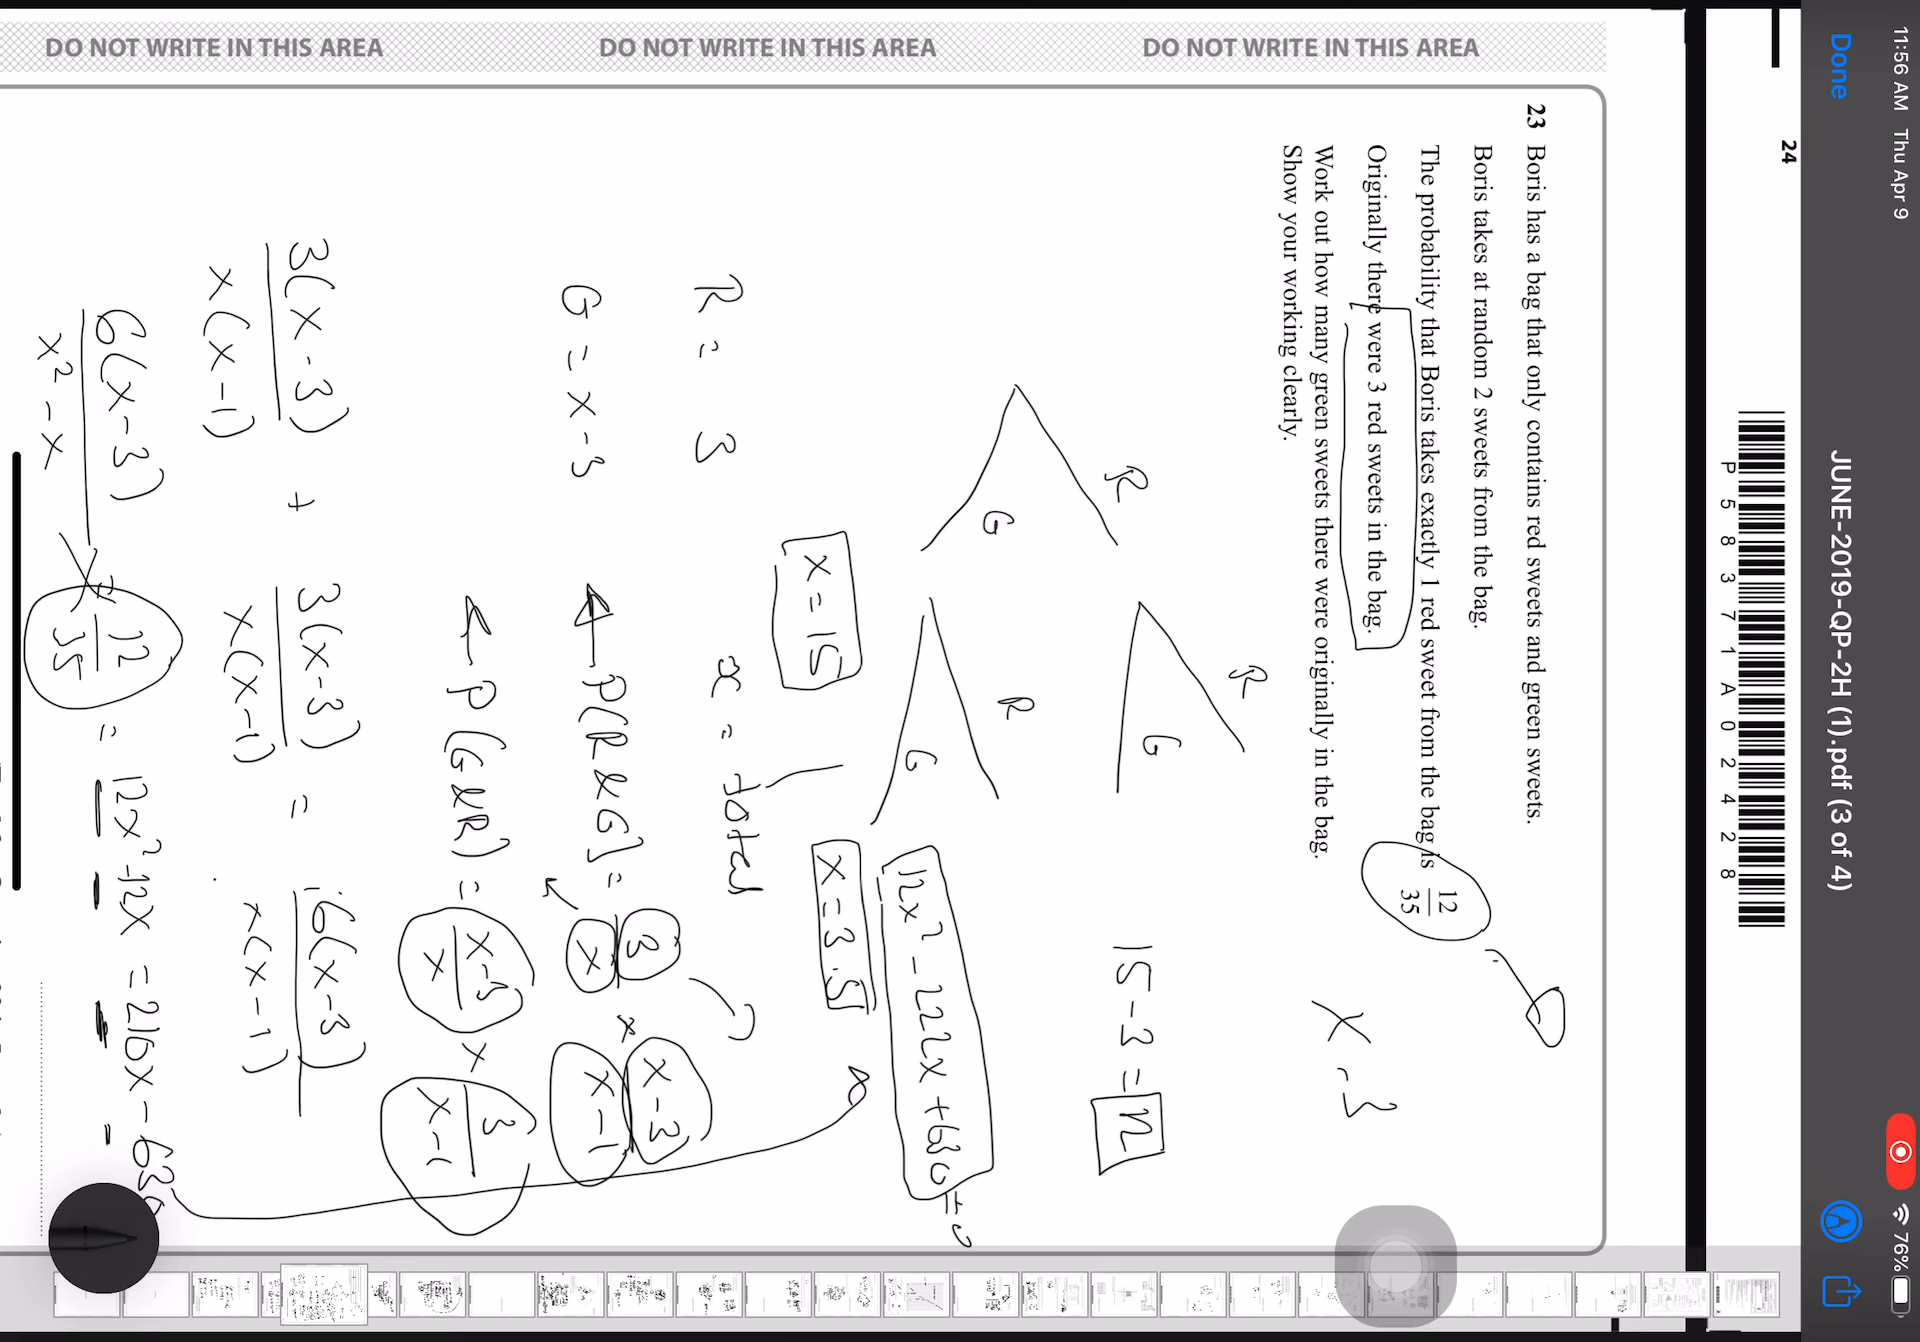 11:56 AM Thu Apr 9
76%
Done
JUNE-2019-QP-2H (1).pdf (3 of 4)
24
P 5 8 3 7 1 A 0 2 4 2 8
DO NOT WRITE IN THIS AREA
DO NOT WRITE IN THIS AREA
DO NOT WRITE IN THIS AREA
23 Boris has a bag that only contains red sweets and green sweets.
Boris takes at random 2 sweets from the bag.
The probability that Boris takes exactly 1 red sweet from the bag is 12/35
Originally there were 3 red sweets in the bag.
Work out how many green sweets there were originally in the bag.
Show your working clearly.
x - 3
R
R
G
15 - 3 = 12
G
R
G
12x² - 222x + 630 = 0
x = 15
x = 3.5
R = 3
x = total
G = x - 3
P(R & G) = 3/x × x-3/x-1
P(G & R) = x-3/x × 3/x-1
3(x-3)/x(x-1) + 3(x-3)/x(x-1) = 6(x-3)/x(x-1)
6(x-3)/x² - x
12/35
= 12x² - 12x = 216x - 630